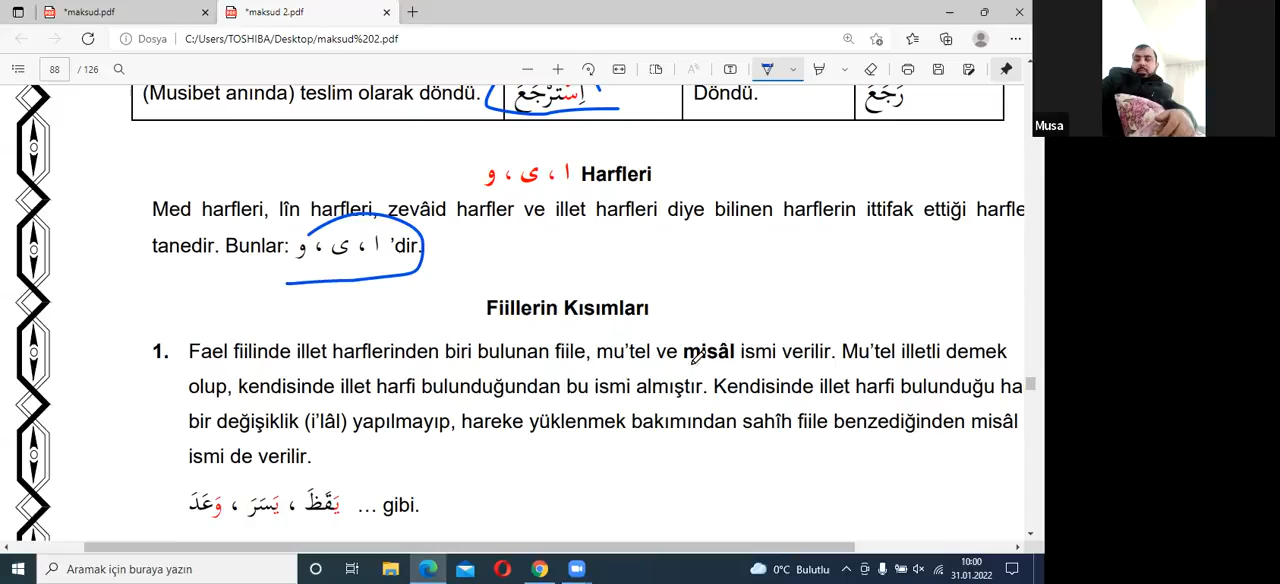 *maksud.pdf
*maksud 2.pdf
Dosya
C:/Users/TOSHIBA/Desktop/maksud%202.pdf
88 / 126
Musa
(Musibet anında) teslim olarak döndü. اِسْتَرْجَعَ Döndü. رَجَعَ
ا ، ى ، و Harfleri
Med harfleri, lîn harfleri, zevâid harfler ve illet harfleri diye bilinen harflerin ittifak ettiği harfle
tanedir. Bunlar: ا ، ى ، و 'dir.
Fiillerin Kısımları
1. Fael fiilinde illet harflerinden biri bulunan fiile, mu'tel ve misâl ismi verilir. Mu'tel illetli demek
olup, kendisinde illet harfi bulunduğundan bu ismi almıştır. Kendisinde illet harfi bulunduğu ha
bir değişiklik (i'lâl) yapılmayıp, hareke yüklenmek bakımından sahîh fiile benzediğinden misâl
ismi de verilir.
يَقَظَ ، يَسَرَ ، وَعَدَ … gibi.
Aramak için buraya yazın
0°C Bulutlu
10:00
31.01.2022